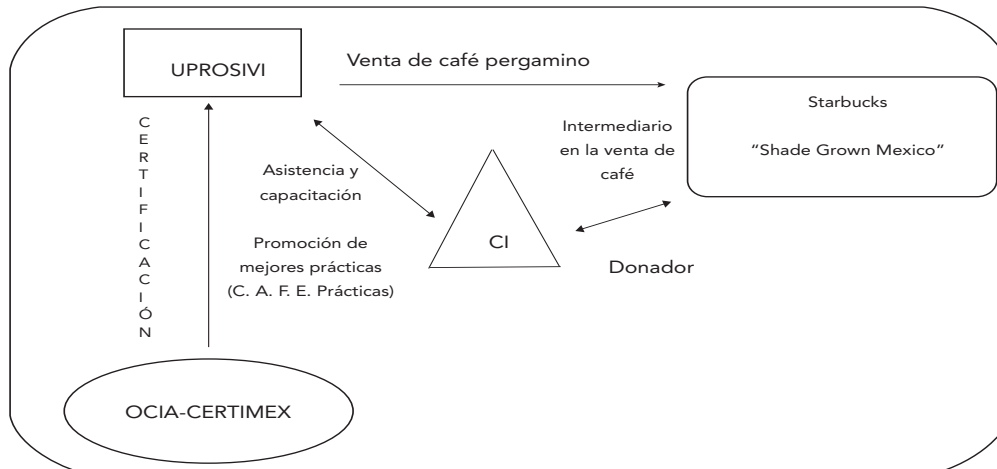 UPROSIVI
Venta de café pergamino
Starbucks
"Shade Grown Mexico"
CERTIFICACIÓN
Intermediario
en la venta de
café
Asistencia y
capacitación
CI
Promoción de
mejores prácticas
(C. A. F. E. Prácticas)
Donador
OCIA-CERTIMEX